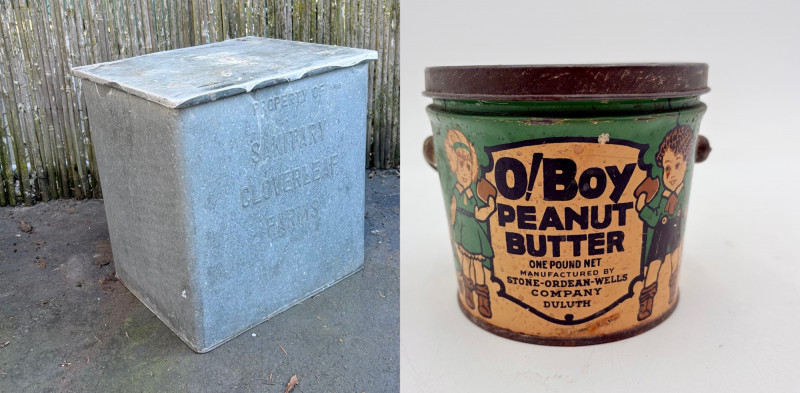 PROPERTY OF
SANITARY
CLOVERLEAF
FARMS
O! BOY
PEANUT
BUTTER
ONE POUND NET
MANUFACTURED BY
STONE-ORDEAN-WELLS
COMPANY
DULUTH